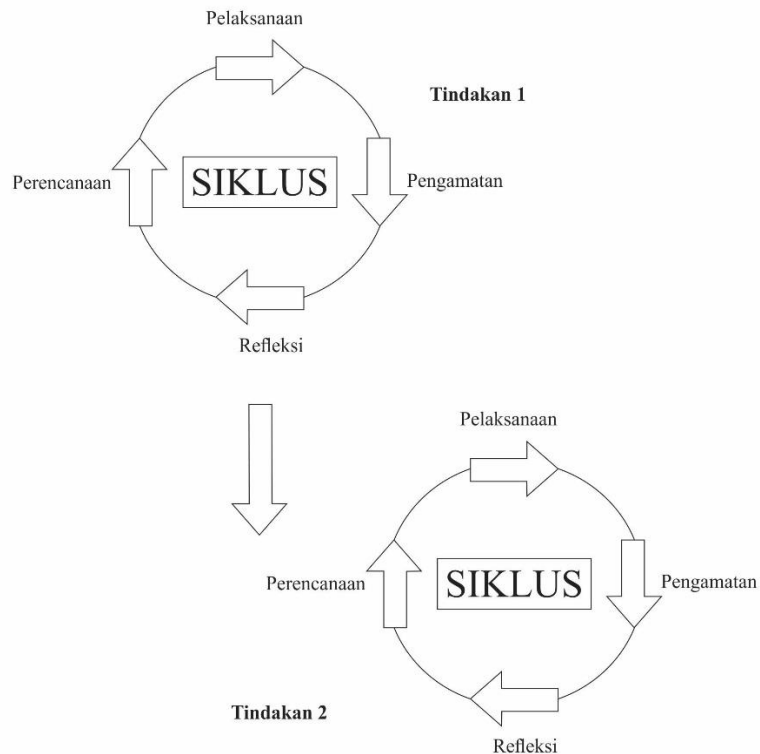 Pelaksanaan
Tindakan 1
Perencanaan
SIKLUS
Pengamatan
Refleksi
Pelaksanaan
Perencanaan
SIKLUS
Pengamatan
Tindakan 2
Refleksi